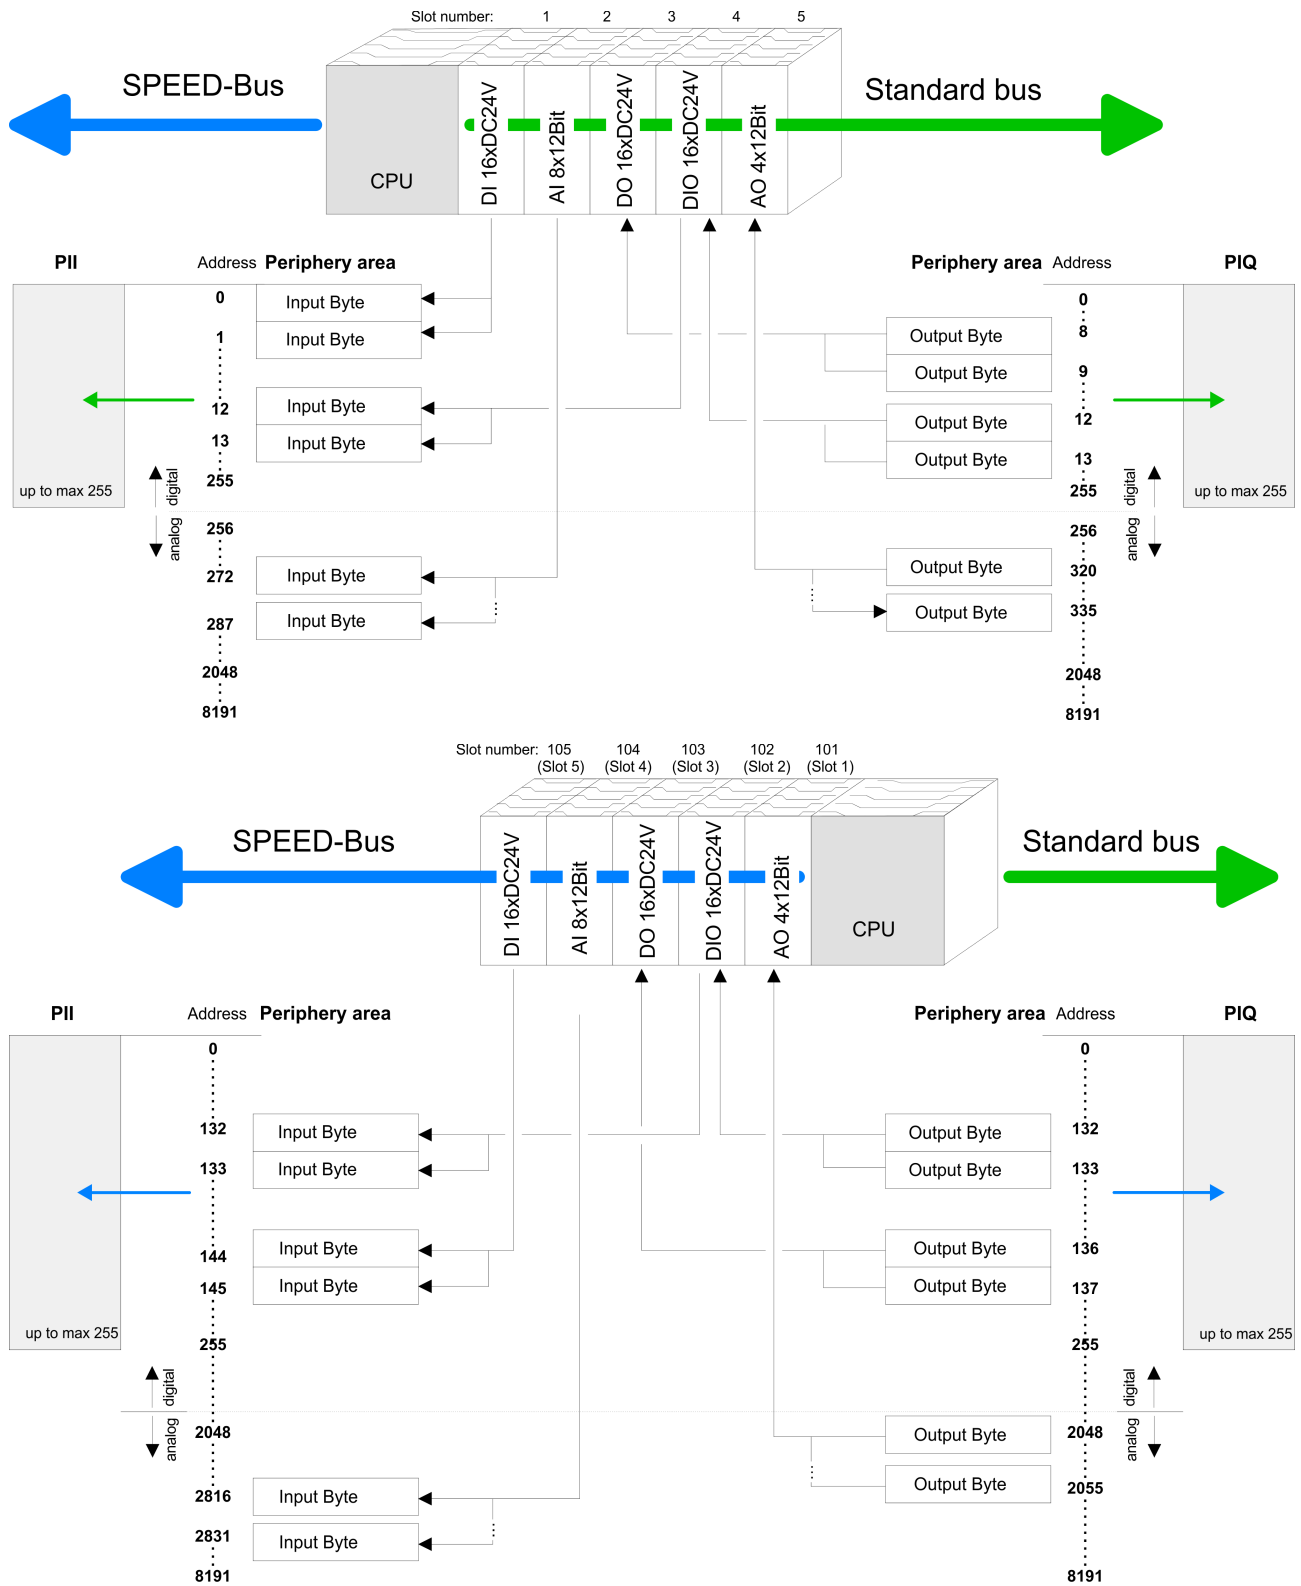 Slot number: 1 2 3 4 5
SPEED-Bus
Standard bus
CPU
DI 16xDC24V
AI 8x12Bit
DO 16xDC24V
DIO 16xDC24V
AO 4x12Bit
PII Address Periphery area
0 Input Byte
1 Input Byte
12 Input Byte
13 Input Byte
255
up to max 255
digital
analog
256
272 Input Byte
287 Input Byte
2048
8191
Periphery area Address PIQ
0
Output Byte 8
Output Byte 9
Output Byte 12
Output Byte 13
255
up to max 255
digital
analog
256
Output Byte 320
Output Byte 335
2048
8191
Slot number: 105 104 103 102 101
(Slot 5) (Slot 4) (Slot 3) (Slot 2) (Slot 1)
SPEED-Bus
Standard bus
DI 16xDC24V
AI 8x12Bit
DO 16xDC24V
DIO 16xDC24V
AO 4x12Bit
CPU
PII Address Periphery area
0
132 Input Byte
133 Input Byte
144 Input Byte
145 Input Byte
up to max 255
255
digital
analog
2048
2816 Input Byte
2831 Input Byte
8191
Periphery area Address PIQ
0
Output Byte 132
Output Byte 133
Output Byte 136
Output Byte 137
up to max 255
255
digital
analog
Output Byte 2048
Output Byte 2055
8191